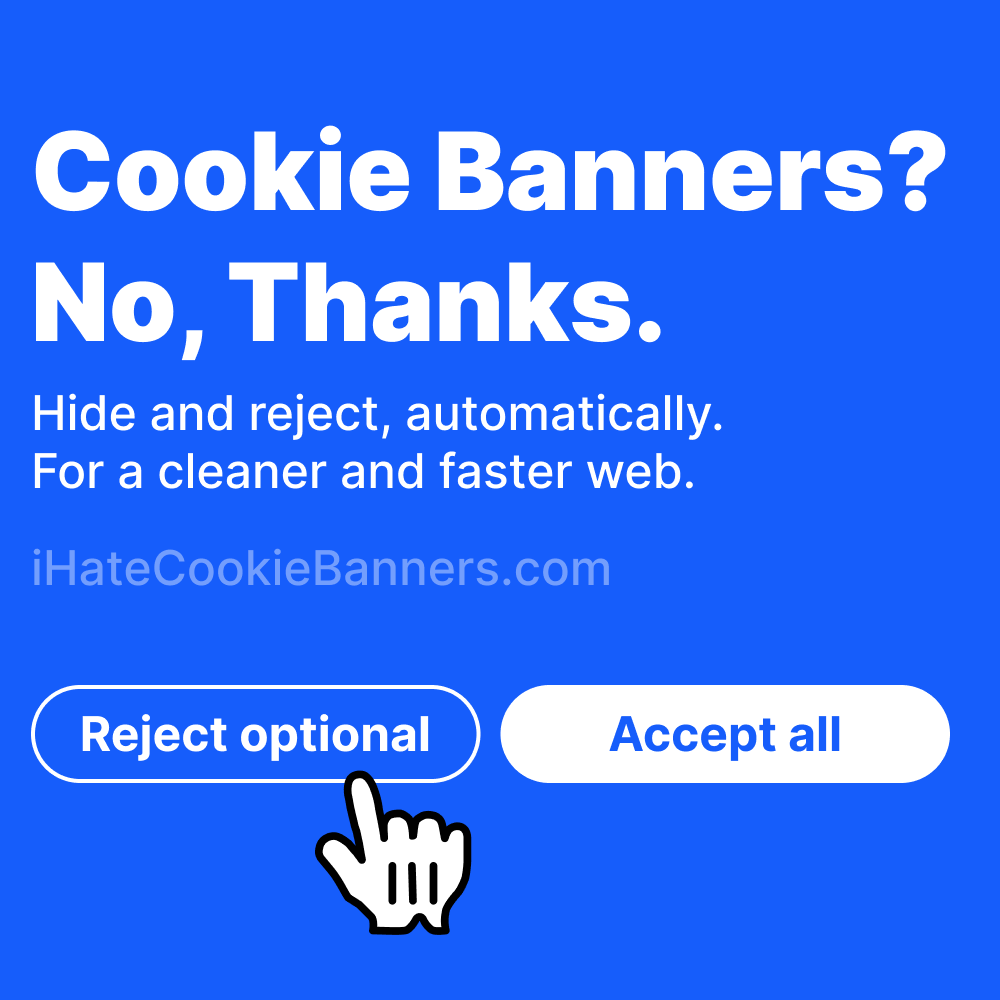 Cookie Banners?
No, Thanks.
Hide and reject, automatically.
For a cleaner and faster web.
iHateCookieBanners.com
Reject optional
Accept all